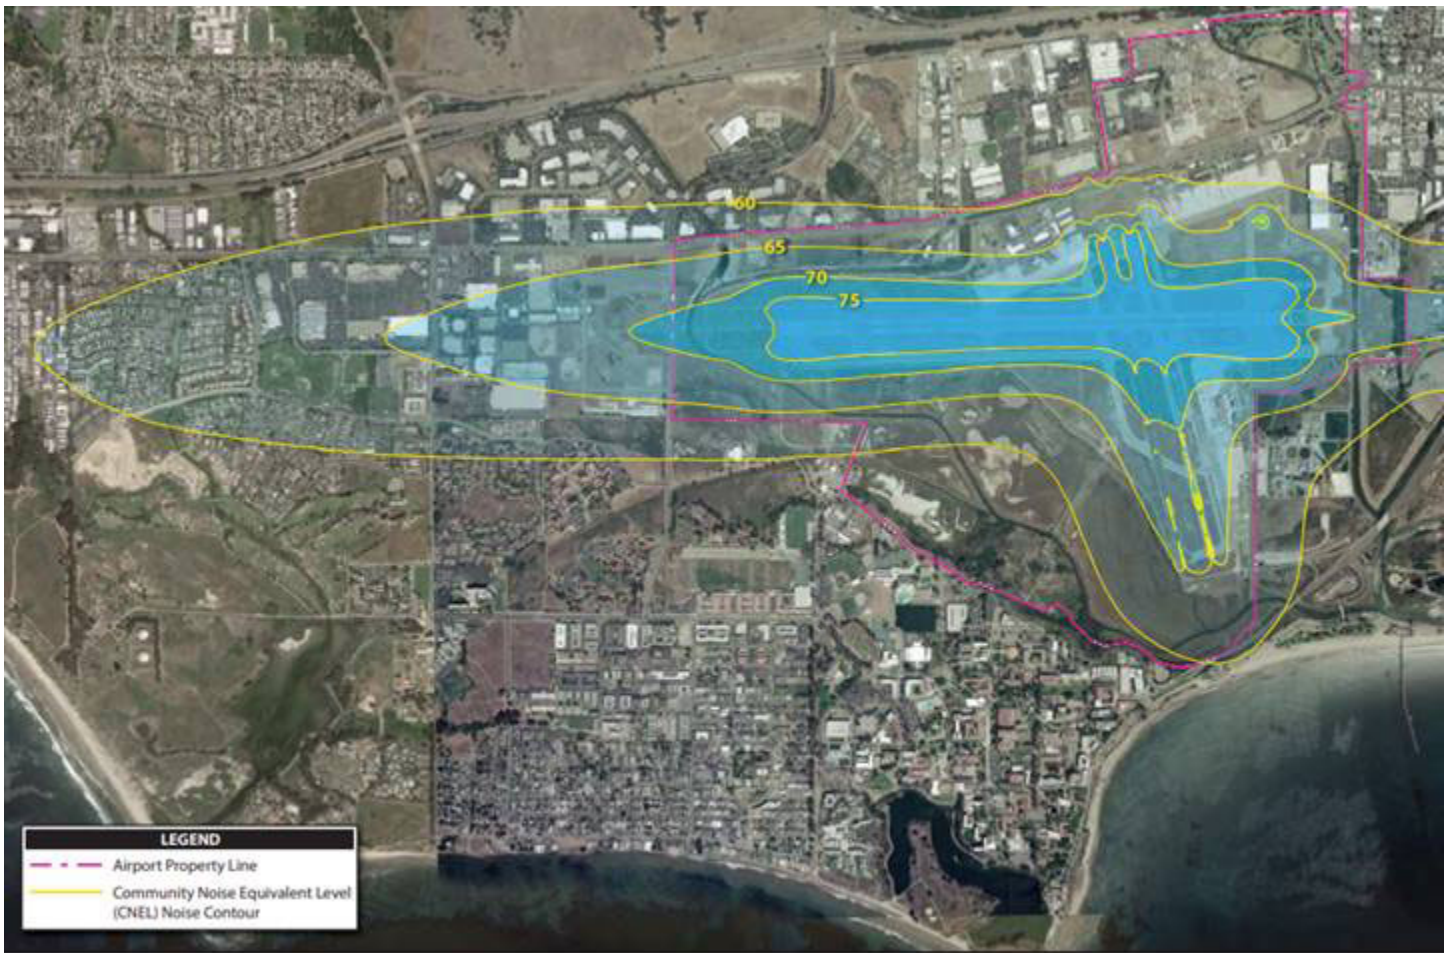 60
65
70
75
LEGEND
Airport Property Line
Community Noise Equivalent Level
(CNEL) Noise Contour